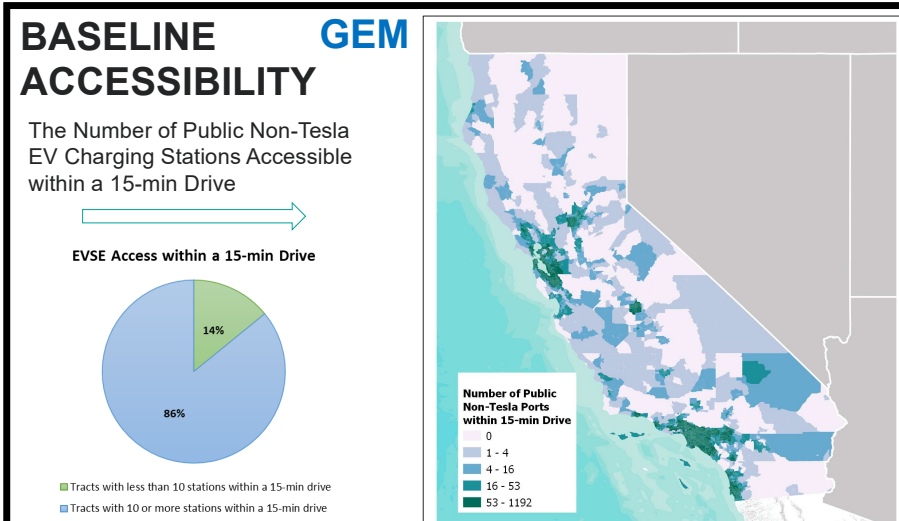 BASELINE
ACCESSIBILITY
GEM
The Number of Public Non-Tesla
EV Charging Stations Accessible
within a 15-min Drive
EVSE Access within a 15-min Drive
14%
86%
Tracts with less than 10 stations within a 15-min drive
Tracts with 10 or more stations within a 15-min drive
Number of Public
Non-Tesla Ports
within 15-min Drive
0
1 - 4
4 - 16
16 - 53
53 - 1192